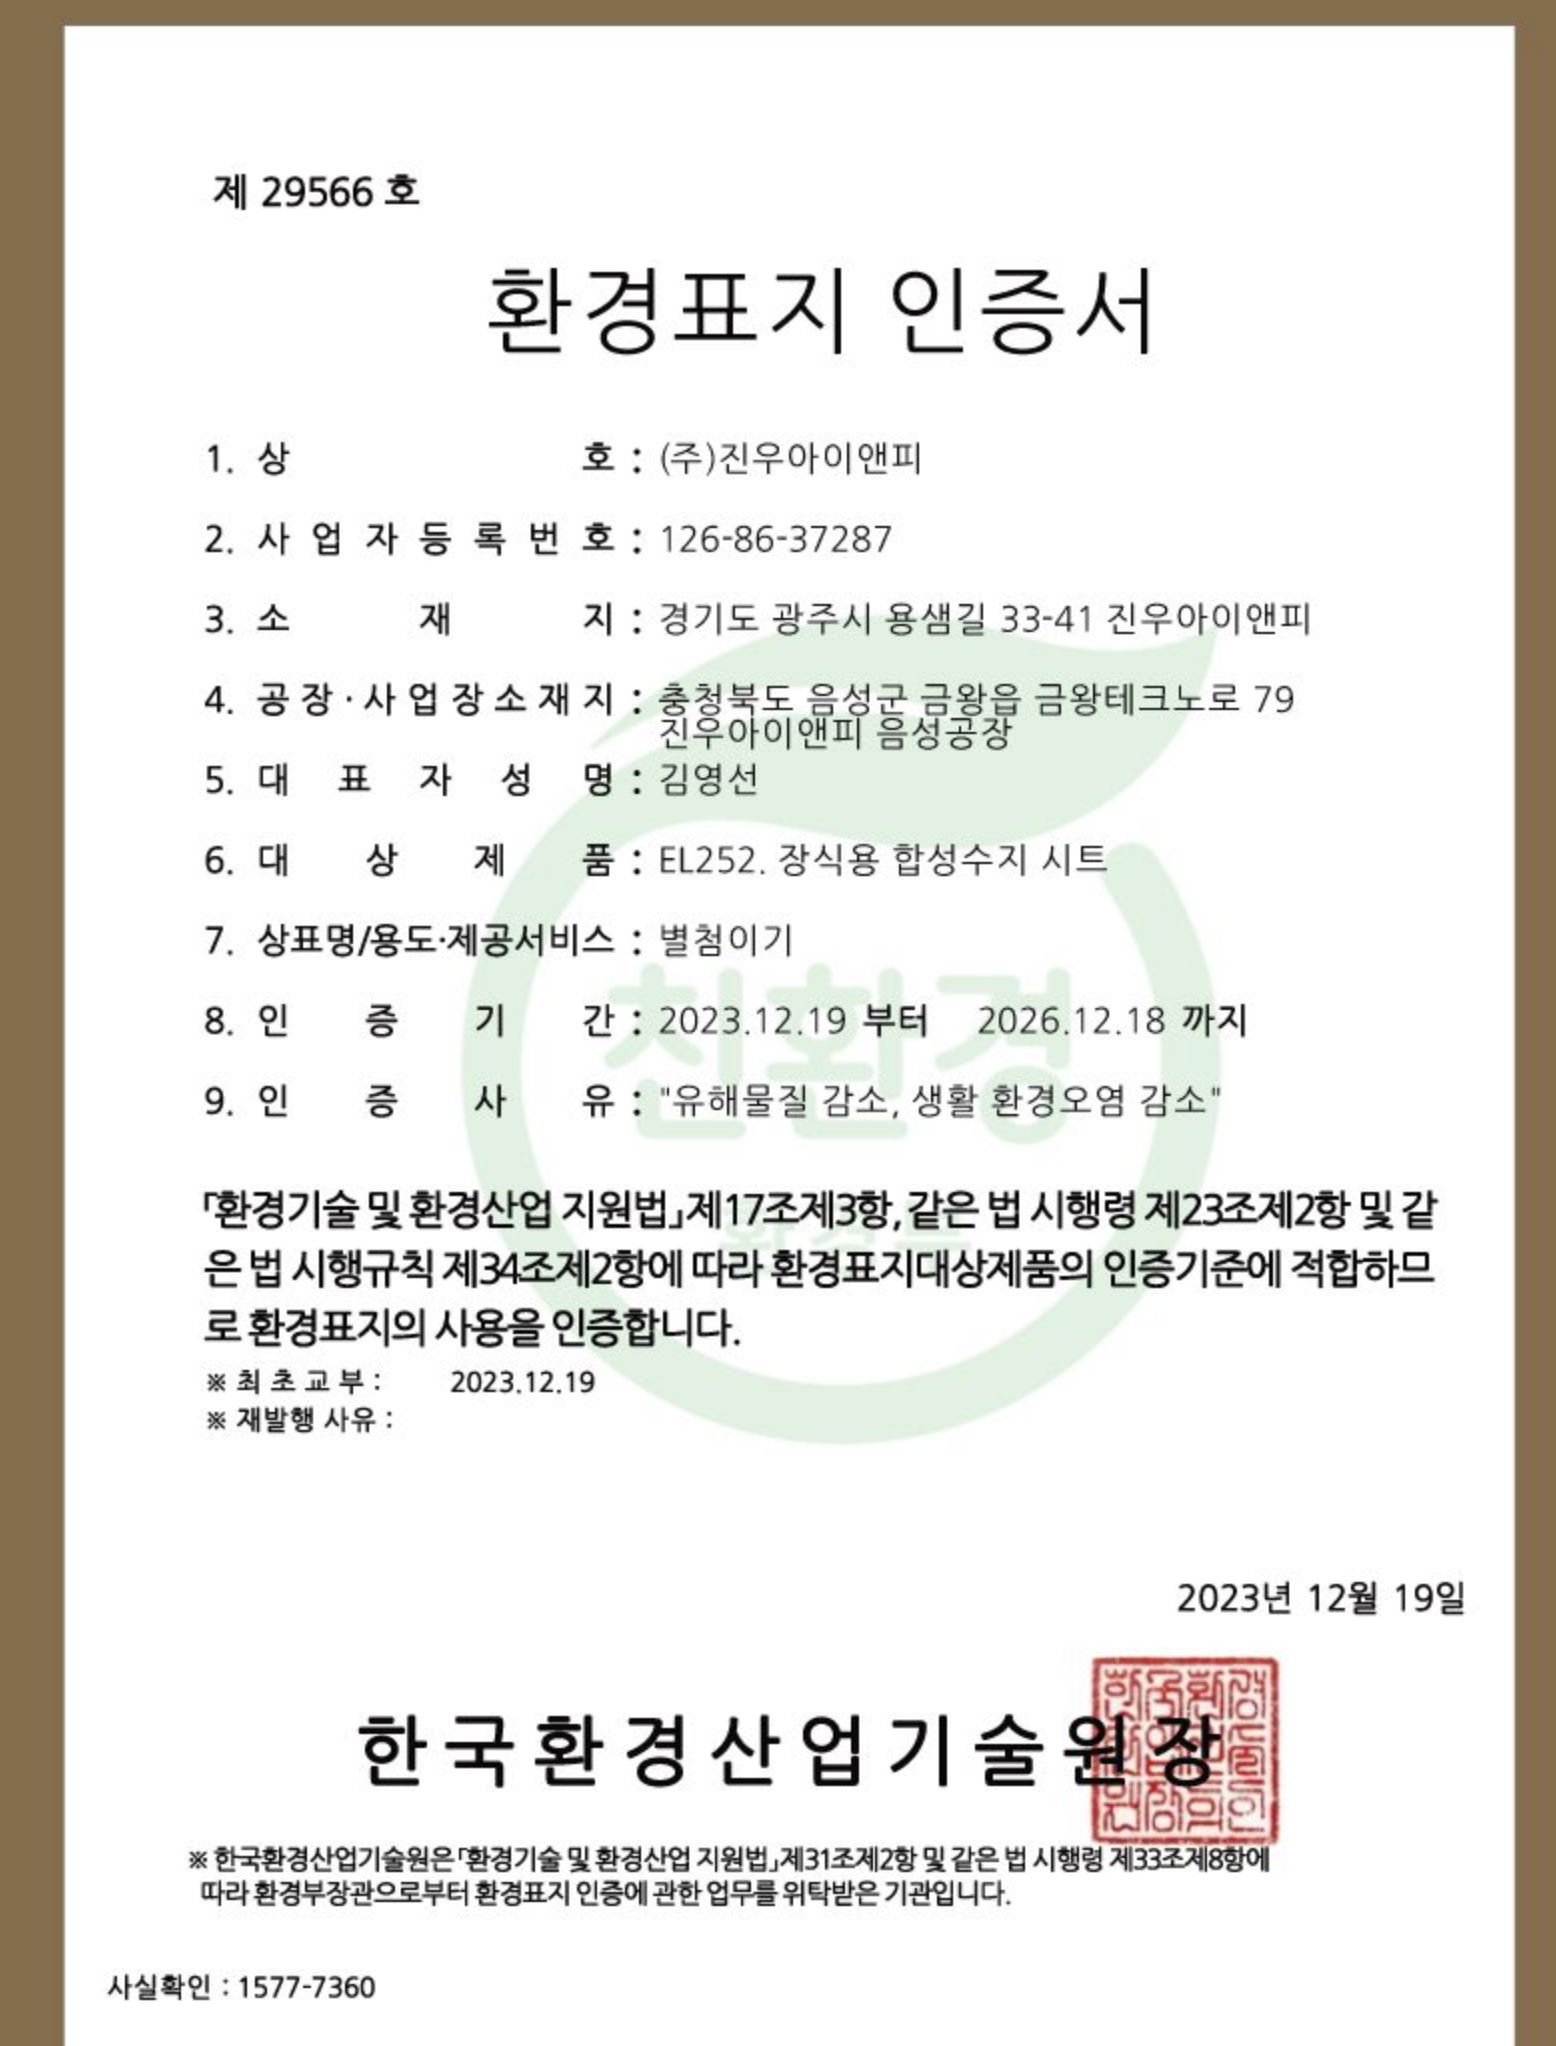 제 29566 호
환경표지 인증서
1. 상 호 : (주)진우아이앤피
2. 사 업 자 등 록 번 호 : 126-86-37287
3. 소 재 지 : 경기도 광주시 용샘길 33-41 진우아이앤피
4. 공 장 · 사 업 장 소 재 지 : 충청북도 음성군 금왕읍 금왕테크노로 79
진우아이앤피 음성공장
5. 대 표 자 성 명 : 김영선
6. 대 상 제 품 : EL252. 장식용 합성수지 시트
7. 상표명/용도·제공서비스 : 별첨이기
8. 인 증 기 간 : 2023.12.19 부터 2026.12.18 까지
친환경
9. 인 증 사 유 : "유해물질 감소, 생활 환경오염 감소"
「환경기술 및 환경산업 지원법」제17조제3항, 같은 법 시행령 제23조제2항 및 같
은 법 시행규칙 제34조제2항에 따라 환경표지대상제품의 인증기준에 적합하므
로 환경표지의 사용을 인증합니다.
※ 최 초 교 부 : 2023.12.19
※ 재발행 사유 :
2023년 12월 19일
한국환경산업기술원장
※ 한국환경산업기술원은 「환경기술 및 환경산업 지원법」제31조제2항 및 같은 법 시행령 제33조제8항에
따라 환경부장관으로부터 환경표지 인증에 관한 업무를 위탁받은 기관입니다.
사실확인 : 1577-7360